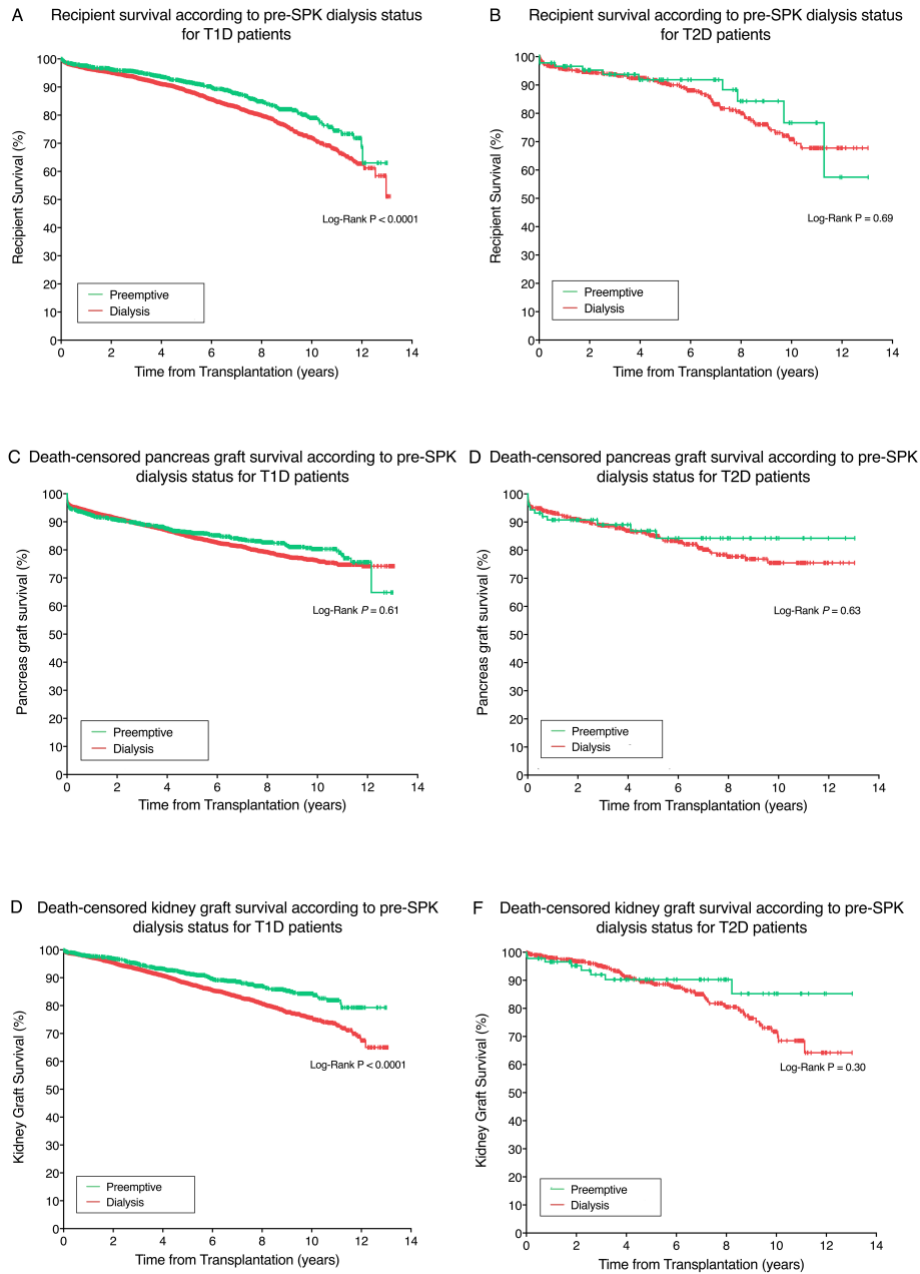 A
Recipient survival according to pre-SPK dialysis status
for T1D patients
100
90
80
70
60
50
40
30
20
10
0
Recipient Survival (%)
Log-Rank P < 0.0001
Preemptive
Dialysis
0 2 4 6 8 10 12 14
Time from Transplantation (years)
B
Recipient survival according to pre-SPK dialysis status
for T2D patients
100
90
80
70
60
50
40
30
20
10
0
Recipient Survival (%)
Log-Rank P = 0.69
Preemptive
Dialysis
0 2 4 6 8 10 12 14
Time from Transplantation (years)
C Death-censored pancreas graft survival according to pre-SPK
dialysis status for T1D patients
100
90
80
70
60
50
40
30
20
10
0
Pancreas graft survival (%)
Log-Rank P = 0.61
Preemptive
Dialysis
0 2 4 6 8 10 12 14
Time from Transplantation (years)
D Death-censored pancreas graft survival according to pre-SPK
dialysis status for T2D patients
100
90
80
70
60
50
40
30
20
10
0
Pancreas graft survival (%)
Log-Rank P = 0.63
Preemptive
Dialysis
0 2 4 6 8 10 12 14
Time from Transplantation (years)
D Death-censored kidney graft survival according to pre-SPK
dialysis status for T1D patients
100
90
80
70
60
50
40
30
20
10
0
Kidney Graft Survival (%)
Log-Rank P < 0.0001
Preemptive
Dialysis
0 2 4 6 8 10 12 14
Time from Transplantation (years)
F Death-censored kidney graft survival according to pre-SPK
dialysis status for T2D patients
100
90
80
70
60
50
40
30
20
10
0
Kidney Graft Survival (%)
Log-Rank P = 0.30
Preemptive
Dialysis
0 2 4 6 8 10 12 14
Time from Transplantation (years)